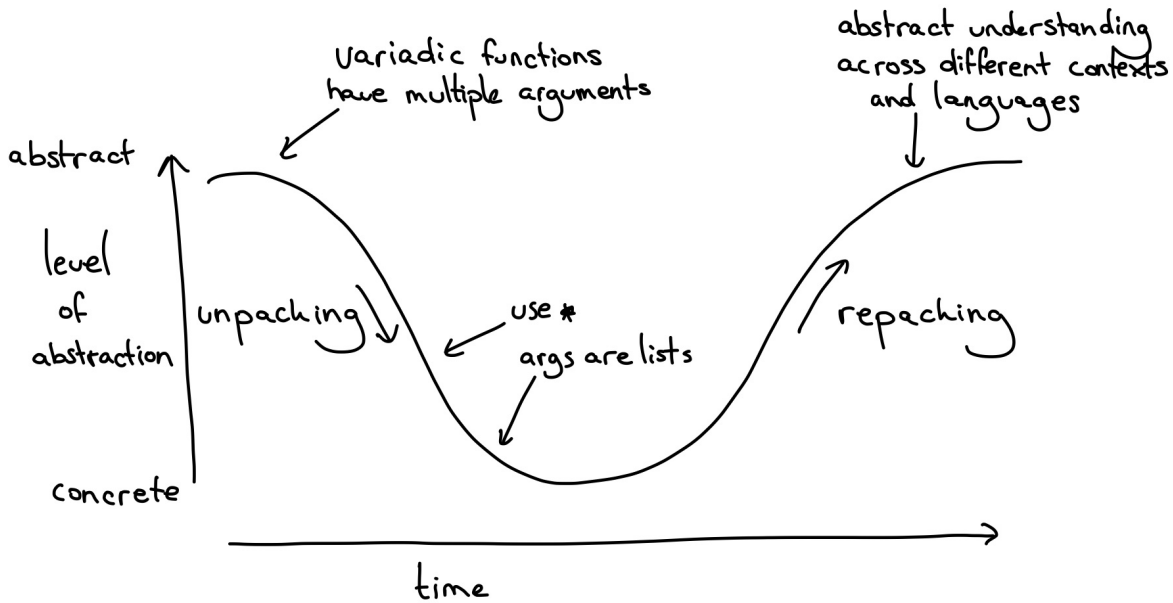 variadic functions
have multiple arguments
abstract understanding
across different contexts
and languages
abstract
level
of
abstraction
unpacking
use *
args are lists
repacking
concrete
time